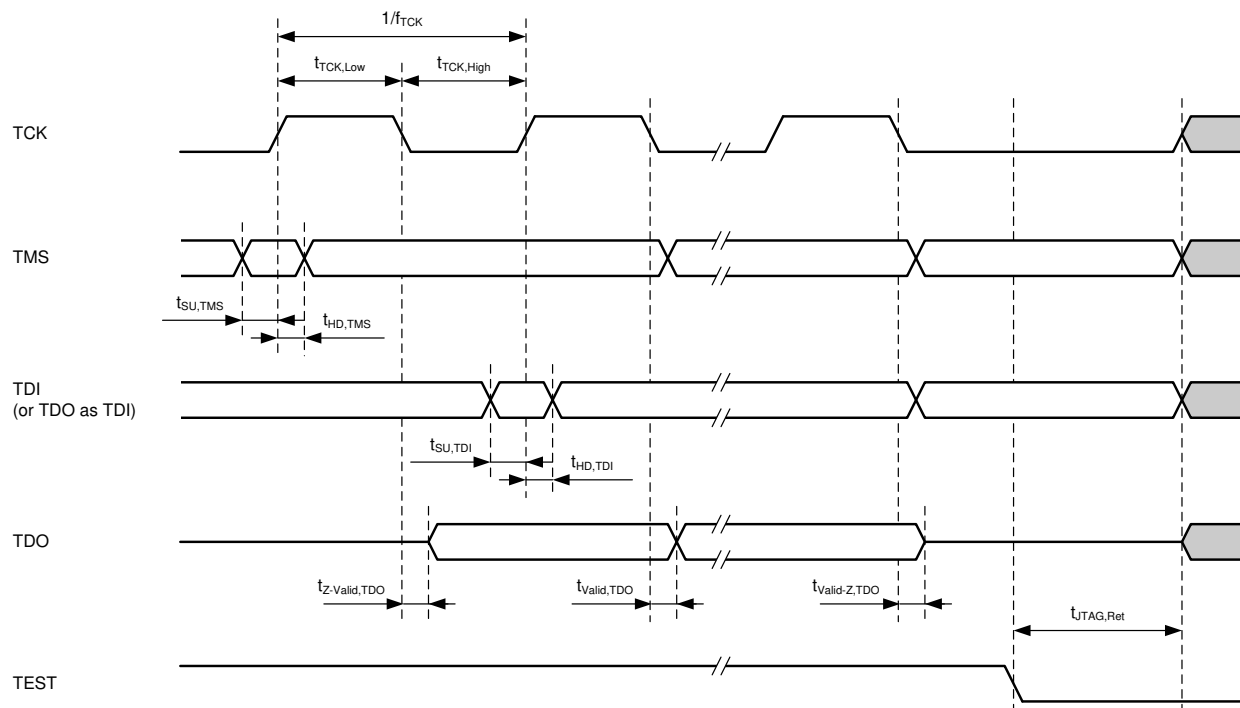 1/fTCK
tTCK,Low
tTCK,High
TCK
TMS
tSU,TMS
tHD,TMS
TDI
(or TDO as TDI)
tSU,TDI
tHD,TDI
TDO
tZ-Valid,TDO
tValid,TDO
tValid-Z,TDO
tJTAG,Ret
TEST